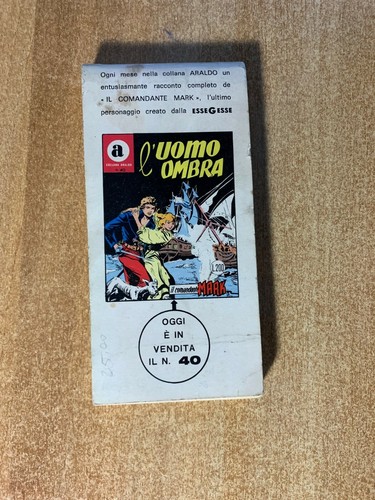 Ogni mese nella collana ARALDO un
entusiasmante racconto completo de
« IL COMANDANTE MARK », l'ultimo
personaggio creato dalla ESSEGESSE
a
l'UOMO
OMBRA
L.200
il comandante MARK
OGGI
È IN
VENDITA
IL N. 40